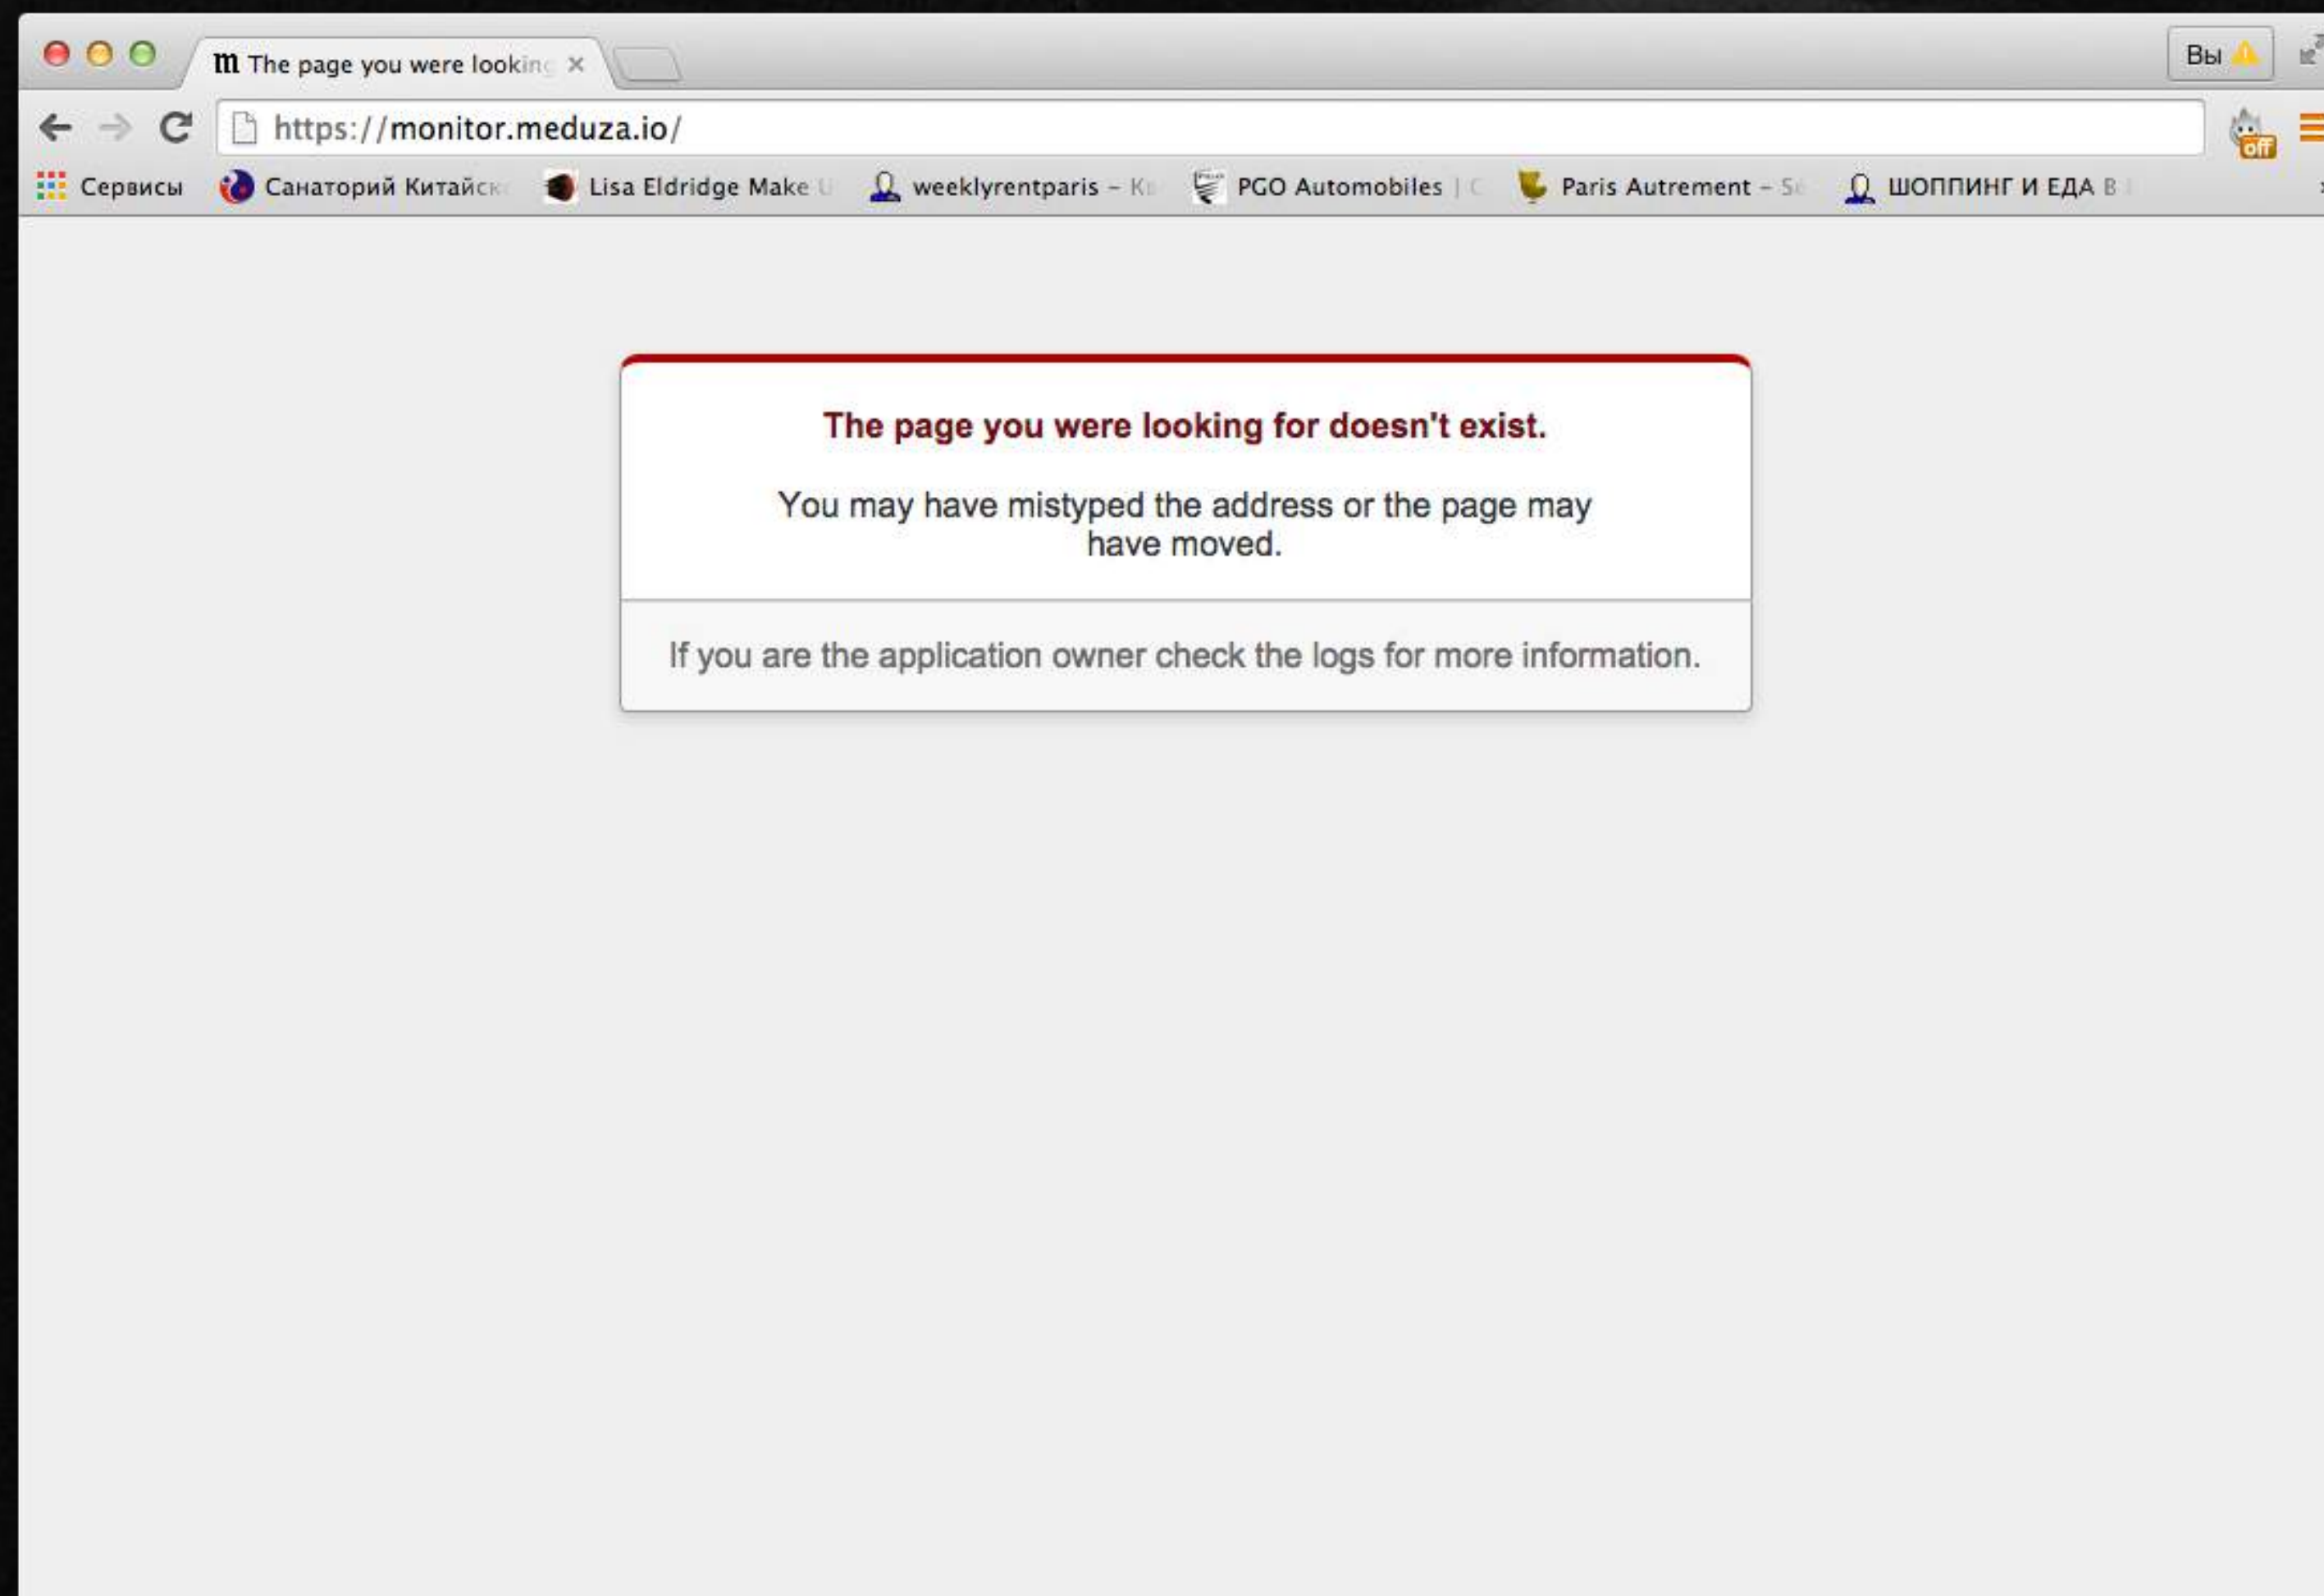 m The page you were looking
Вы
https://monitor.meduza.io/
Сервисы Санаторий Lisa Eldridge Make weeklyrentparis – PGO Automobiles | Paris Autrement – ШОППИНГ И ЕДА В
The page you were looking for doesn't exist.
You may have mistyped the address or the page may
have moved.
If you are the application owner check the logs for more information.
off